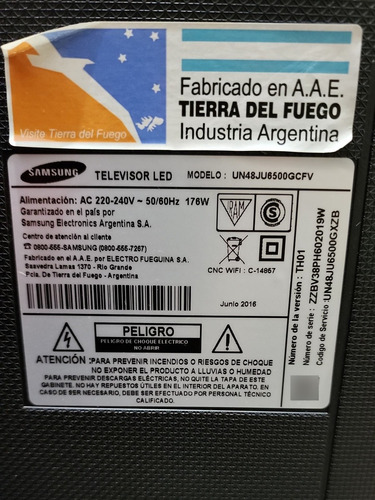 Fabricado en A.A.E.
TIERRA DEL FUEGO
Industria Argentina
Visite Tierra del Fuego
SAMSUNG
TELEVISOR LED
MODELO : UN48JU6500GCFV
Alimentación: AC 220-240V ~ 50/60Hz 176W
Garantizado en el país por
Samsung Electronics Argentina S.A.
Centro de atención al cliente
0800-555-SAMSUNG (0800-555-7267)
Fabricado en el A.A.E. por ELECTRO FUEGUINA S.A.
Saavedra Lamas 1370 - Río Grande
Pcia. De Tierra del Fuego - Argentina
IRAM
S
CNC WIFI : C-14857
Junio 2016
PELIGRO
PELIGRO DE CHOQUE ELECTRICO
NO ABRIR
ATENCIÓN :PARA PREVENIR INCENDIOS O RIESGOS DE CHOQUE
NO EXPONER EL PRODUCTO A LLUVIAS O HUMEDAD
PARA PREVENIR DESCARGAS ELÉCTRICAS, NO QUITE LA TAPA DE ESTE
GABINETE. NO HAY REPUESTOS ÚTILES EN EL INTERIOR DEL APARATO. EN
CASO DE SER NECESARIO, DEBE SER EFECTUADO POR PERSONAL TÉCNICO
CALIFICADO.
Número de la versión : TH01
Número de serie : ZZBV38PH602019W
Código de Servicio :UN48JU6500GXZB